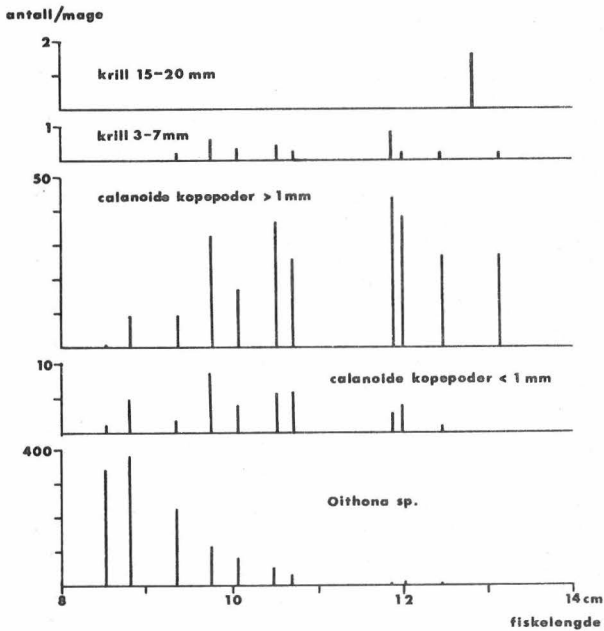 antall/mage
2
krill 15-20 mm
1
krill 3-7mm
50
calanoide kopepoder > 1mm
10
calanoide kopepoder < 1 mm
400
Oithona sp.
8
10
12
14 cm
fiskelengde